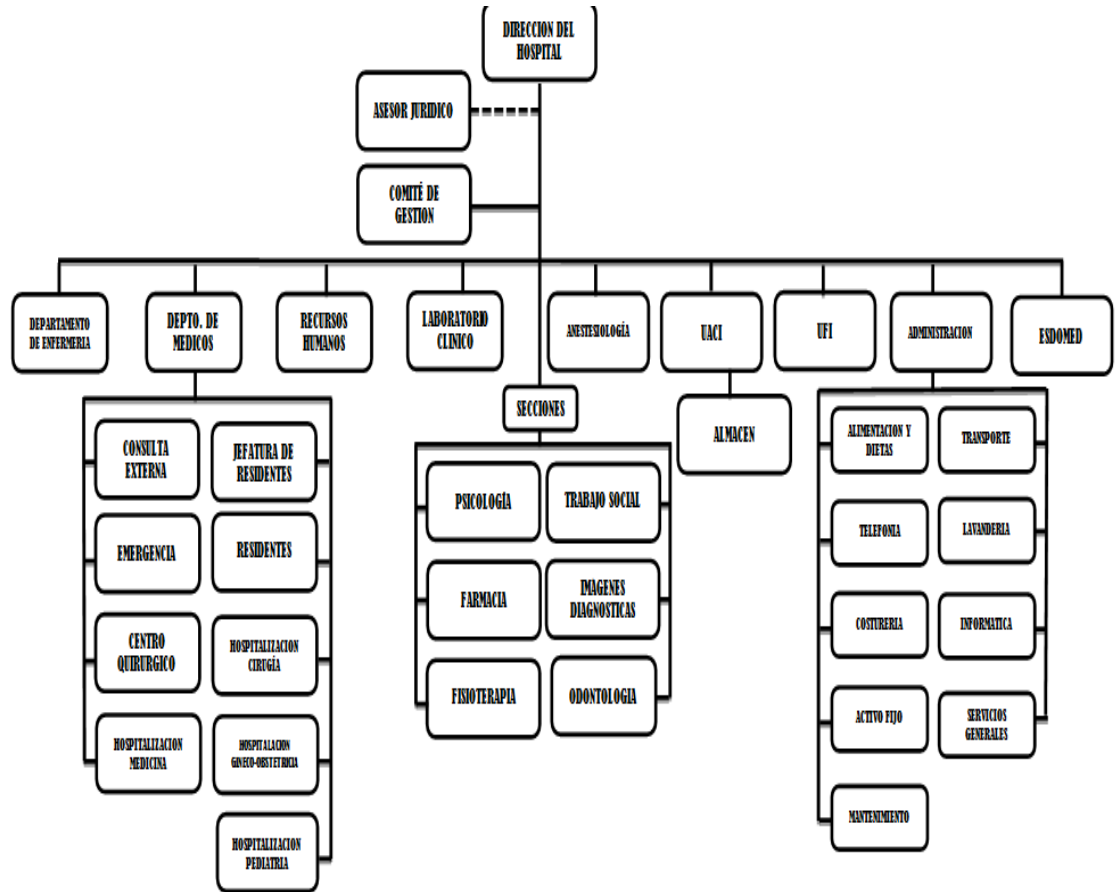 DIRECCION DEL
HOSPITAL
ASESOR JURIDICO
COMITÉ DE
GESTION
DEPARTAMENTO
DE ENFERMERIA
DEPTO. DE
MEDICOS
RECURSOS
HUMANOS
LABORATORIO
CLINICO
ANESTESIOLOGÍA
UACI
UFI
ADMINISTRACION
ESDOMED
CONSULTA
EXTERNA
JEFATURA DE
RESIDENTES
EMERGENCIA
RESIDENTES
CENTRO
QUIRURGICO
HOSPITALIZACION
CIRUGÍA
HOSPITALIZACION
MEDICINA
HOSPITALACION
GINECO-OBSTETRICIA
HOSPITALIZACION
PEDIATRIA
SECCIONES
PSICOLOGÍA
TRABAJO SOCIAL
FARMACIA
IMAGENES
DIAGNOSTICAS
FISIOTERAPIA
ODONTOLOGIA
ALMACEN
ALIMENTACION Y
DIETAS
TRANSPORTE
TELEFONIA
LAVANDERIA
COSTURERIA
INFORMATICA
ACTIVO FIJO
SERVICIOS
GENERALES
MANTENIMIENTO